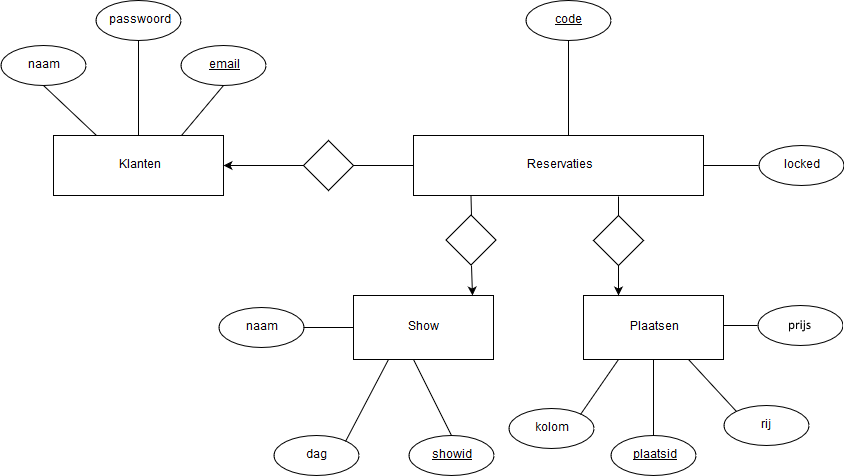 passwoord
code
naam
email
Klanten
Reservaties
locked
naam
Show
Plaatsen
prijs
dag
showid
kolom
plaatsid
rij